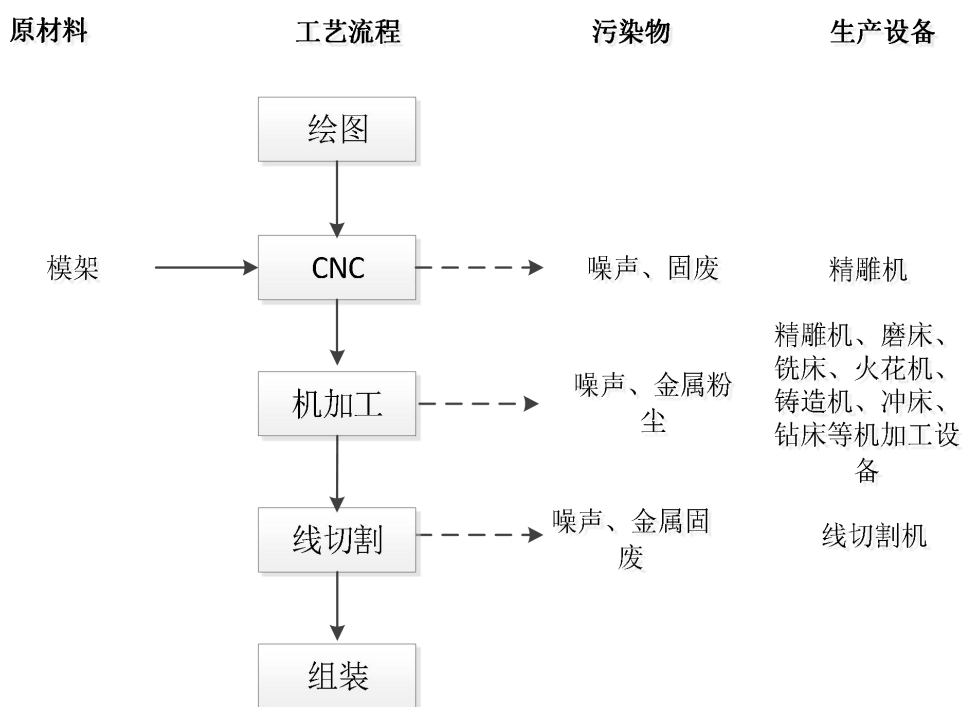 原材料 工艺流程 污染物 生产设备
绘图
模架 CNC 噪声、固废 精雕机
机加工
噪声、金属粉
尘
精雕机、磨床、
铣床、火花机、
铸造机、冲床、
钻床等机加工设
备
线切割
噪声、金属固
废
线切割机
组装